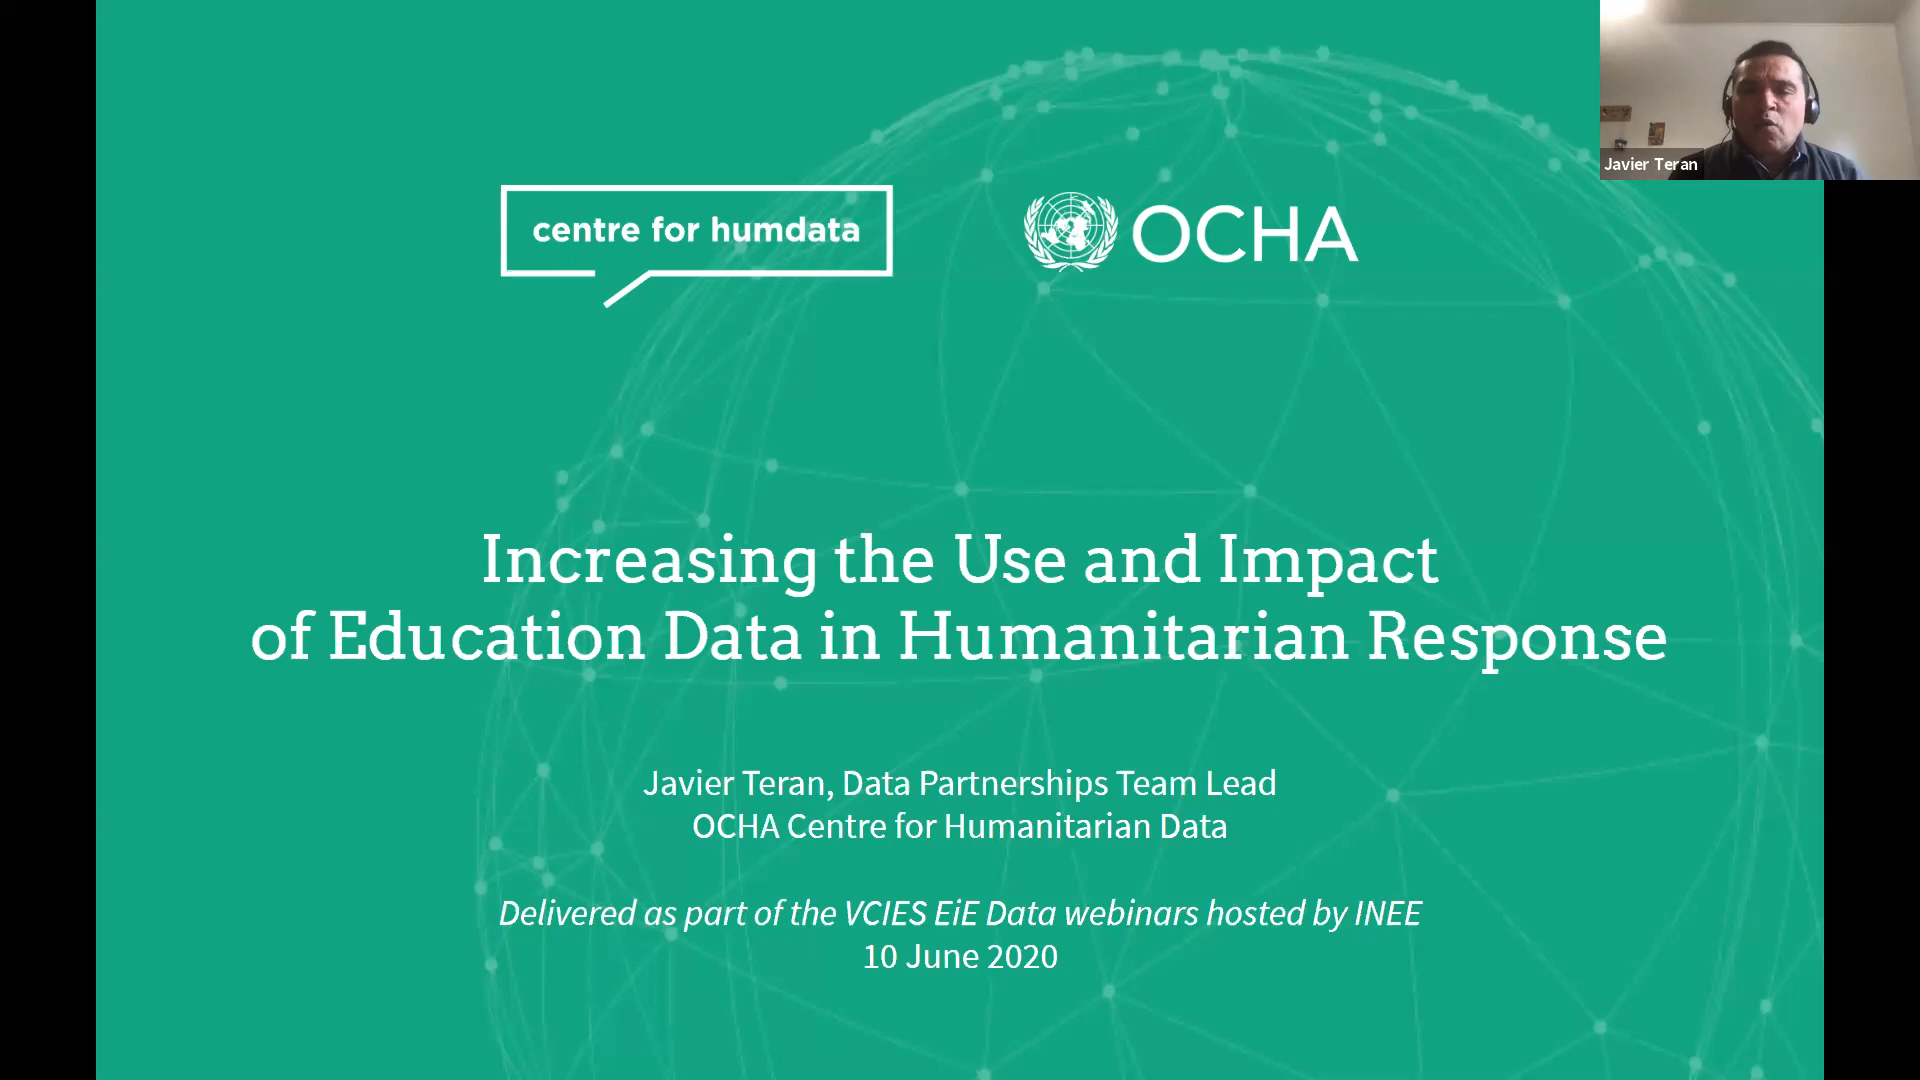 Javier Teran
centre for humdata
OCHA
Increasing the Use and Impact
of Education Data in Humanitarian Response
Javier Teran, Data Partnerships Team Lead
OCHA Centre for Humanitarian Data
Delivered as part of the VCIES EiE Data webinars hosted by INEE
10 June 2020